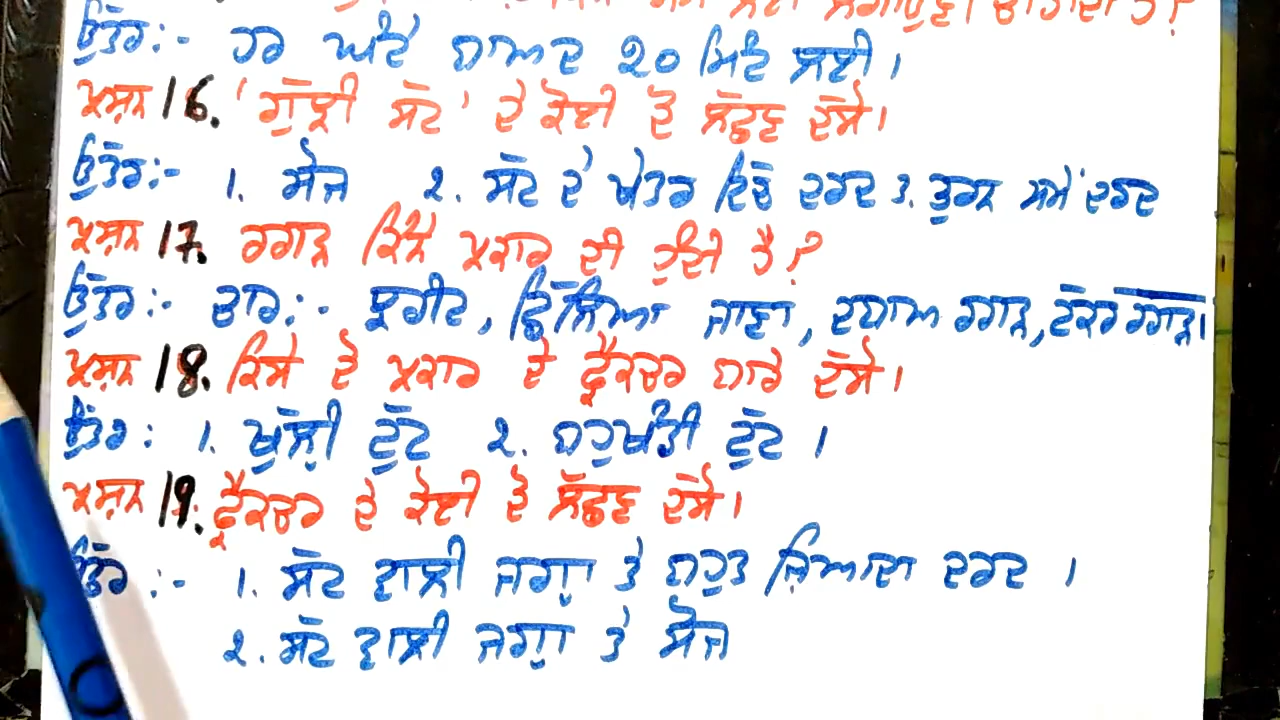 ਉੱਤਰ:- ਹਰ ਘੰਟੇ ਬਾਅਦ 20 ਮਿੰਟ ਲਈ।
ਪ੍ਰਸ਼ਨ 16. 'ਗੁੱਝੀ ਸੱਟ' ਦੇ ਕੋਈ ਦੋ ਲੱਛਣ ਦੱਸੋ।
ਉੱਤਰ:- 1. ਸੋਜ 2. ਸੱਟ ਦੇ ਖੇਤਰ ਵਿੱਚ ਦਰਦ 3. ਤੁਰਨ ਸਮੇਂ ਦਰਦ
ਪ੍ਰਸ਼ਨ 17. ਰਗੜ ਕਿੰਨੇ ਪ੍ਰਕਾਰ ਦੀ ਹੁੰਦੀ ਹੈ?
ਉੱਤਰ:- ਚਾਰ:- ਝਰੀਟ, ਛਿੱਲਿਆ ਜਾਣਾ, ਦਬਾਅ ਰਗੜ, ਟੱਕਰ ਰਗੜ।
ਪ੍ਰਸ਼ਨ 18. ਕਿਸੇ ਦੋ ਪ੍ਰਕਾਰ ਦੇ ਫ੍ਰੈਕਚਰ ਬਾਰੇ ਦੱਸੋ।
ਉੱਤਰ: 1. ਖੁੱਲ੍ਹੀ ਟੁੱਟ 2. ਬਹੁਖੰਡੀ ਟੁੱਟ।
ਪ੍ਰਸ਼ਨ 19. ਫ੍ਰੈਕਚਰ ਦੇ ਕੋਈ ਦੋ ਲੱਛਣ ਦੱਸੋ।
ਉੱਤਰ:- 1. ਸੱਟ ਵਾਲੀ ਜਗ੍ਹਾ ਤੇ ਬਹੁਤ ਜ਼ਿਆਦਾ ਦਰਦ।
2. ਸੱਟ ਵਾਲੀ ਜਗ੍ਹਾ ਤੇ ਸੋਜ